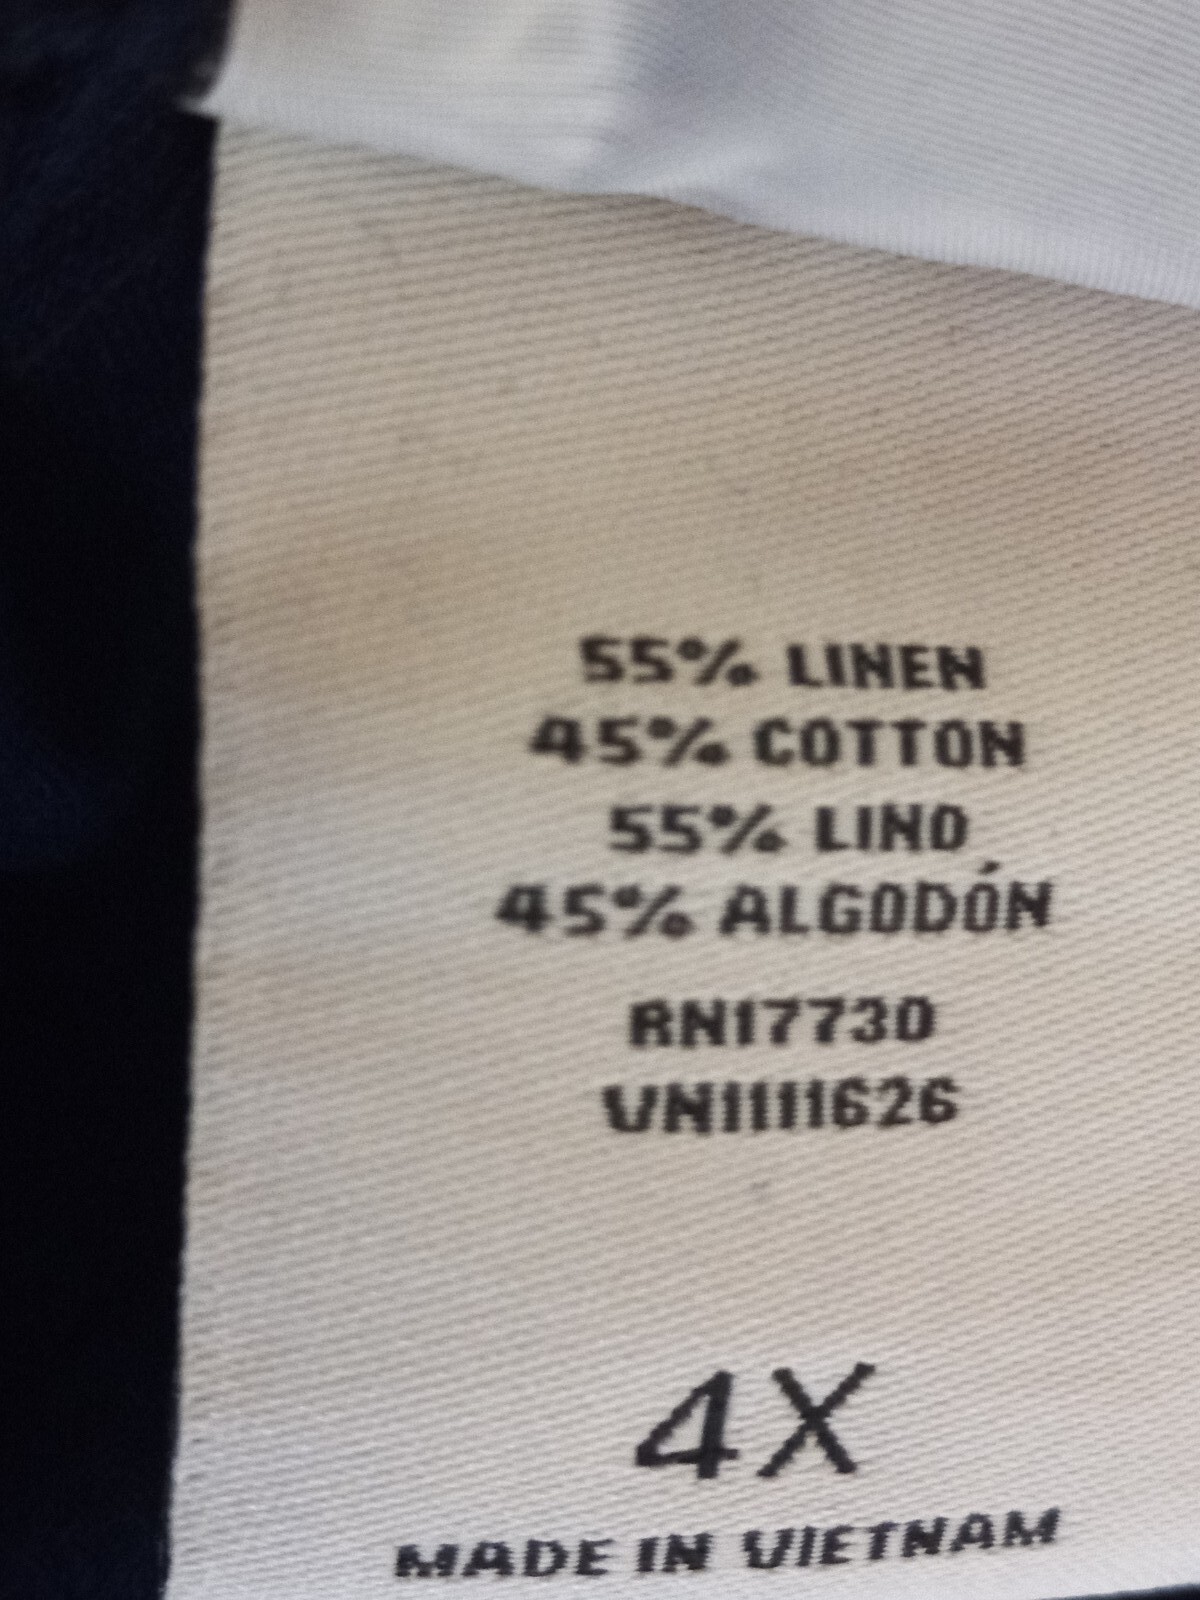 55% LINEN
45% COTTON
55% LINO
45% ALGODÓN
RN17730
VN1111626
4X
MADE IN VIETNAM